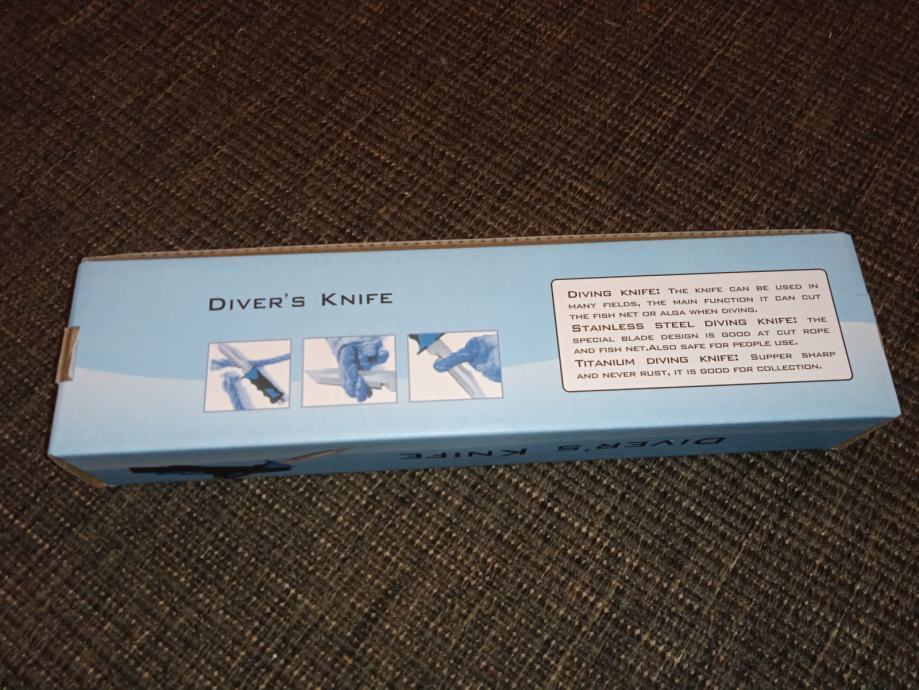 DIVER'S KNIFE
DIVING KNIFE: THE KNIFE CAN BE USED IN
MANY FIELDS, THE MAIN FUNCTION IT CAN CUT
THE FISH NET OR ALGA WHEN DIVING.
STAINLESS STEEL DIVING KNIFE: THE
SPECIAL BLADE DESIGN IS GOOD AT CUT ROPE
AND FISH NET.ALSO SAFE FOR PEOPLE USE.
TITANIUM DIVING KNIFE: SUPPER SHARP
AND NEVER RUST, IT IS GOOD FOR COLLECTION.
DIVER'S KNIFE